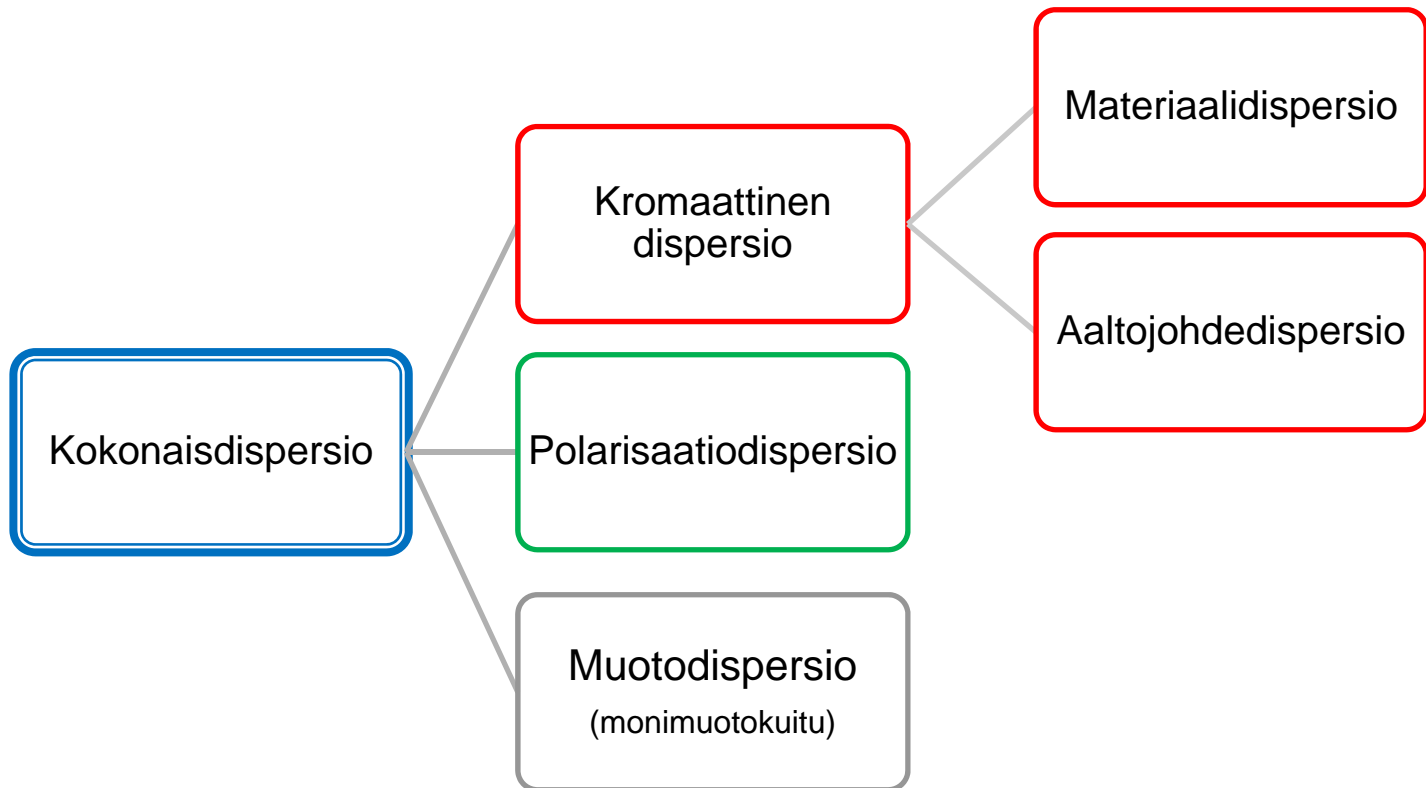 Kokonaisdispersio
Kromaattinen
dispersio
Materiaalidispersio
Aaltojohdedispersio
Polarisaatiodispersio
Muotodispersio
(monimuotokuitu)